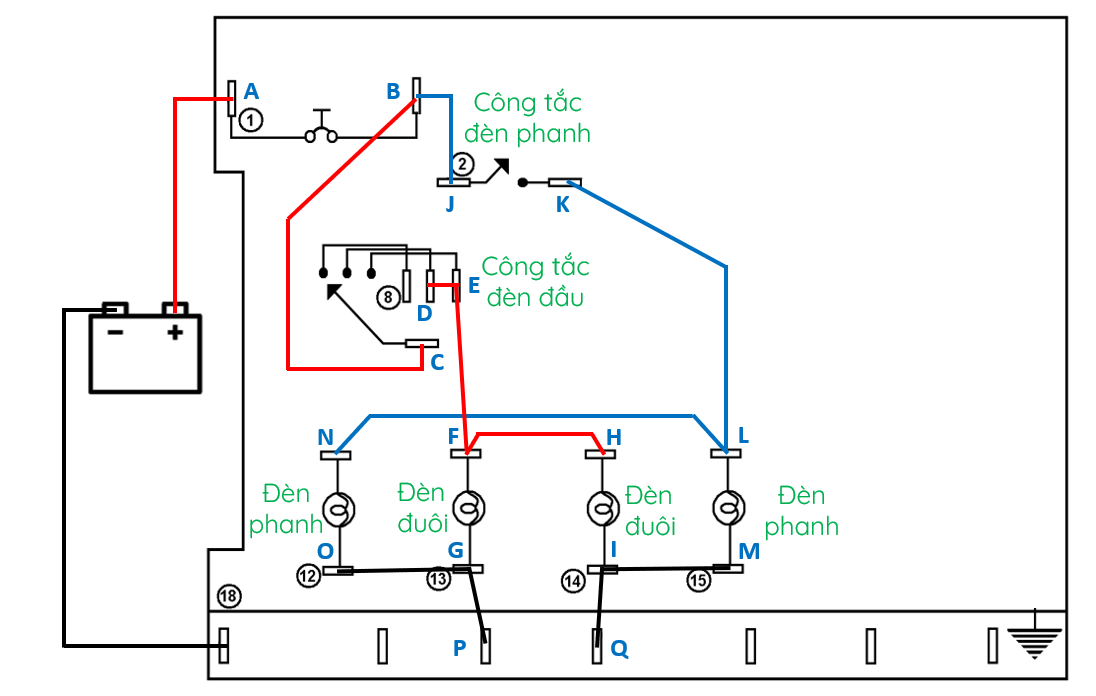 A
B
1
Công tắc
đèn phanh
2
J
K
Công tắc
đèn đầu
E
8
D
C
−
+
N
F
H
L
Đèn
phanh
Đèn
đuôi
Đèn
đuôi
Đèn
phanh
O
G
I
M
12
13
14
15
18
P
Q